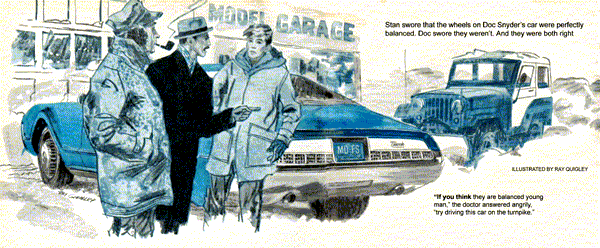 MODEL GARAGE
Stan swore that the wheels on Doc Snyder's car were perfectly
balanced. Doc swore they weren't. And they were both right
ILLUSTRATED BY RAY QUIGLEY
"If you think they are balanced young
man," the doctor answered angrily,
"try driving this car on the turnpike."